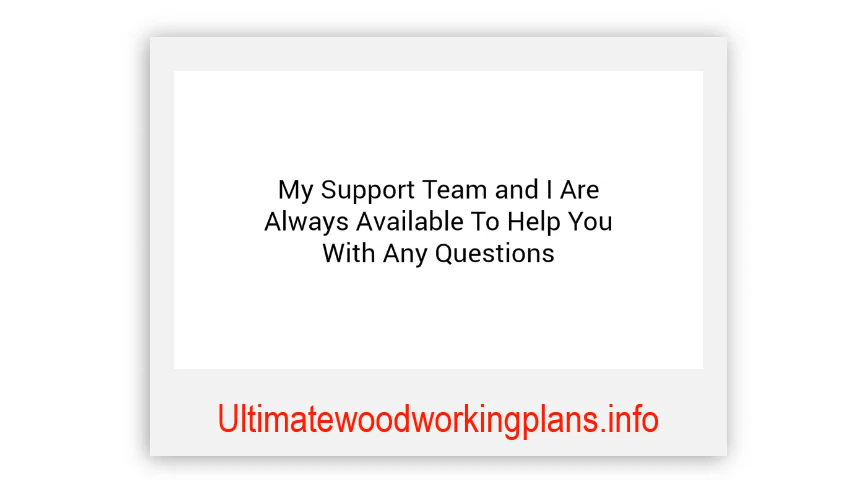 My Support Team and I Are
Always Available To Help You
With Any Questions
Ultimatewoodworkingplans.info